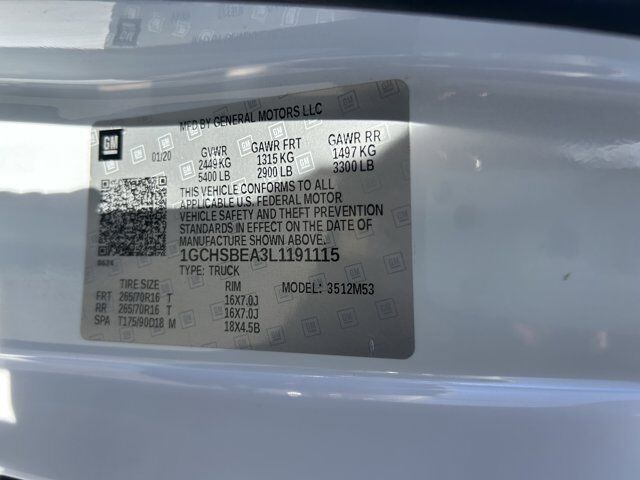 MFD BY GENERAL MOTORS LLC
GM
01/20
GVWR GAWR FRT GAWR RR
2449 KG 1315 KG 1497 KG
5400 LB 2900 LB 3300 LB
THIS VEHICLE CONFORMS TO ALL
APPLICABLE U.S. FEDERAL MOTOR
VEHICLE SAFETY AND THEFT PREVENTION
STANDARDS IN EFFECT ON THE DATE OF
MANUFACTURE SHOWN ABOVE.
1GCHSBEA3L1191115
TYPE: TRUCK
TIRE SIZE RIM MODEL: 3512M53
FRT 265/70R16 T 16X7.0J
RR 265/70R16 T 16X7.0J
SPA T175/90D18 M 18X4.5B